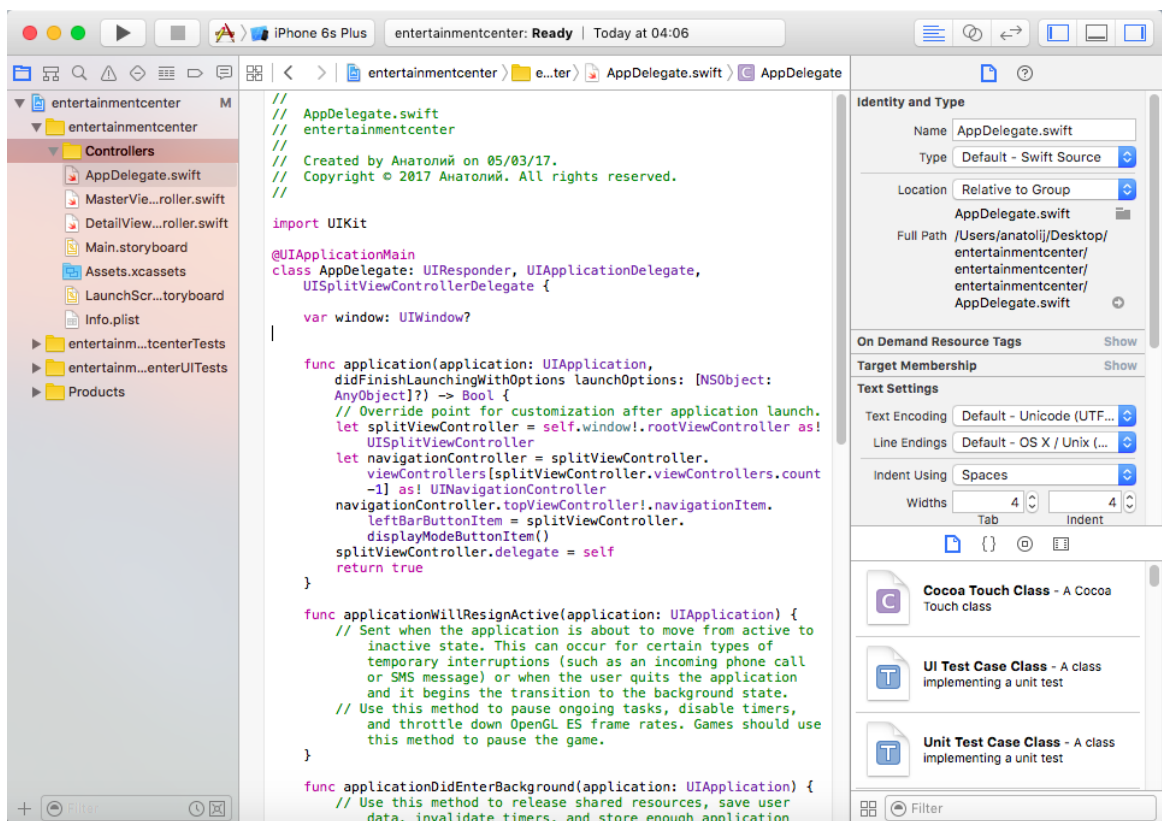 iPhone 6s Plus
entertainmentcenter: Ready | Today at 04:06
entertainmentcenter
e...ter
AppDelegate.swift
AppDelegate
entertainmentcenter M
entertainmentcenter
Controllers
AppDelegate.swift
MasterVie...roller.swift
DetailView...roller.swift
Main.storyboard
Assets.xcassets
LaunchScr...toryboard
Info.plist
entertainm...tcenterTests
entertainm...enterUITests
Products
Filter
//
// AppDelegate.swift
// entertainmentcenter
//
// Created by Анатолий on 05/03/17.
// Copyright © 2017 Анатолий. All rights reserved.
//
import UIKit
@UIApplicationMain
class AppDelegate: UIResponder, UIApplicationDelegate,
UISplitViewControllerDelegate {
var window: UIWindow?
func application(application: UIApplication,
didFinishLaunchingWithOptions launchOptions: [NSObject:
AnyObject]?) -> Bool {
// Override point for customization after application launch.
let splitViewController = self.window!.rootViewController as!
UISplitViewController
let navigationController = splitViewController.
viewControllers[splitViewController.viewControllers.count
-1] as! UINavigationController
navigationController.topViewController!.navigationItem.
leftBarButtonItem = splitViewController.
displayModeButtonItem()
splitViewController.delegate = self
return true
}
func applicationWillResignActive(application: UIApplication) {
// Sent when the application is about to move from active to
inactive state. This can occur for certain types of
temporary interruptions (such as an incoming phone call
or SMS message) or when the user quits the application
and it begins the transition to the background state.
// Use this method to pause ongoing tasks, disable timers,
and throttle down OpenGL ES frame rates. Games should use
this method to pause the game.
}
func applicationDidEnterBackground(application: UIApplication) {
// Use this method to release shared resources, save user
data, invalidate timers, and store enough application
Identity and Type
Name AppDelegate.swift
Type Default - Swift Source
Location Relative to Group
AppDelegate.swift
Full Path /Users/anatolij/Desktop/
entertainmentcenter/
entertainmentcenter/
entertainmentcenter/
AppDelegate.swift
On Demand Resource Tags Show
Target Membership Show
Text Settings
Text Encoding Default - Unicode (UTF...
Line Endings Default - OS X / Unix (...
Indent Using Spaces
Widths 4 4
Tab Indent
{}
C
Cocoa Touch Class - A Cocoa
Touch class
T
UI Test Case Class - A class
implementing a unit test
T
Unit Test Case Class - A class
implementing a unit test
Filter